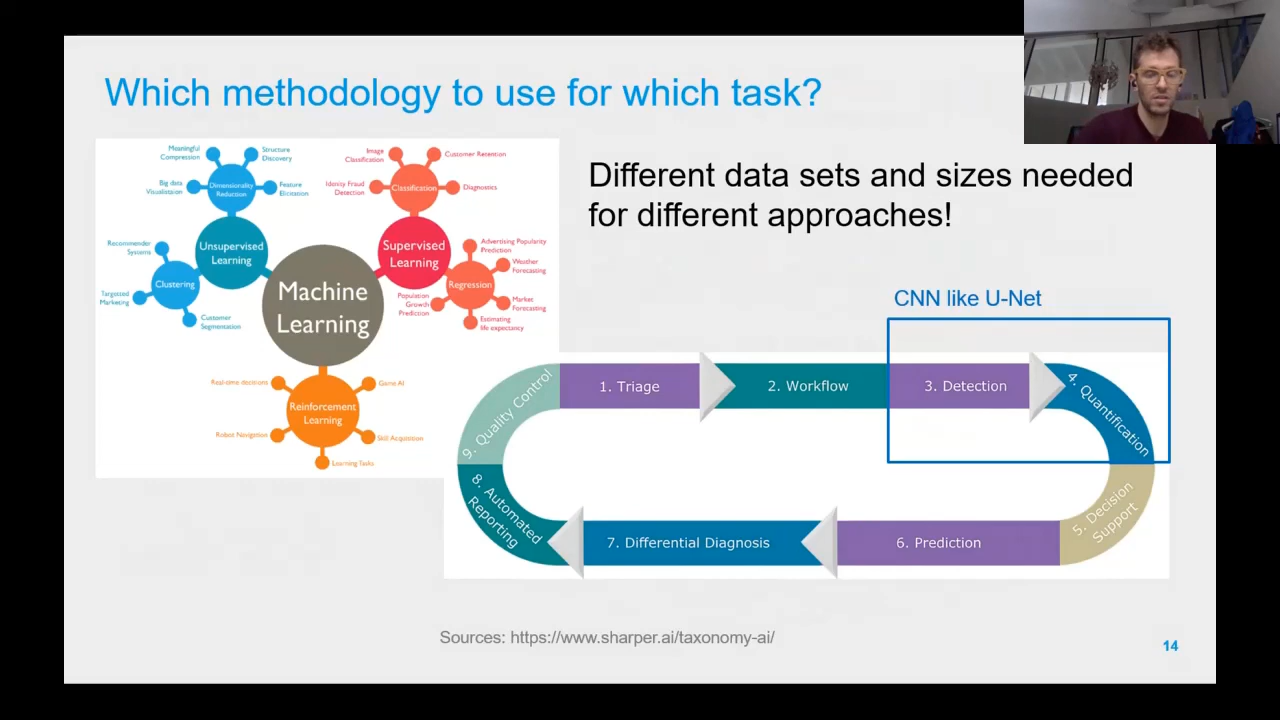 Which methodology to use for which task?
Different data sets and sizes needed
for different approaches!
Meaningful
Compression
Structure
Discovery
Big data
Visualistaion
Dimensionality
Reduction
Feature
Elicitation
Recommender
Systems
Unsupervised
Learning
Clustering
Targetted
Marketing
Customer
Segmentation
Image
Classification
Customer Retention
Idenity Fraud
Detection
Classification
Diagnostics
Supervised
Learning
Advertising Popularity
Prediction
Weather
Forecasting
Regression
Population
Growth
Prediction
Market
Forecasting
Estimating
life expectancy
Machine
Learning
Real-time decisions
Game AI
Reinforcement
Learning
Robot Navigation
Skill Acquisition
Learning Tasks
CNN like U-Net
1. Triage
2. Workflow
3. Detection
4. Quantification
5. Decision
Support
6. Prediction
7. Differential Diagnosis
8. Automated
Reporting
9. Quality Control
Sources: https://www.sharper.ai/taxonomy-ai/
14